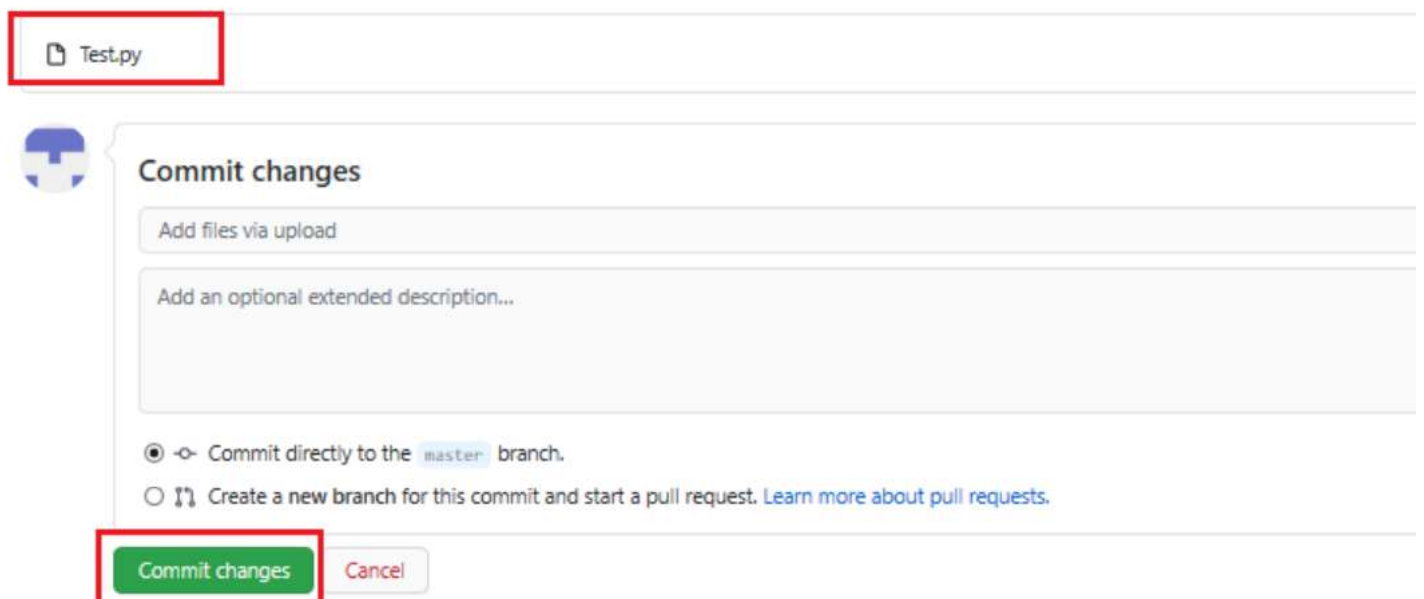 Test.py
Commit changes
Add files via upload
Add an optional extended description...
Commit directly to the master branch.
Create a new branch for this commit and start a pull request. Learn more about pull requests.
Commit changes Cancel